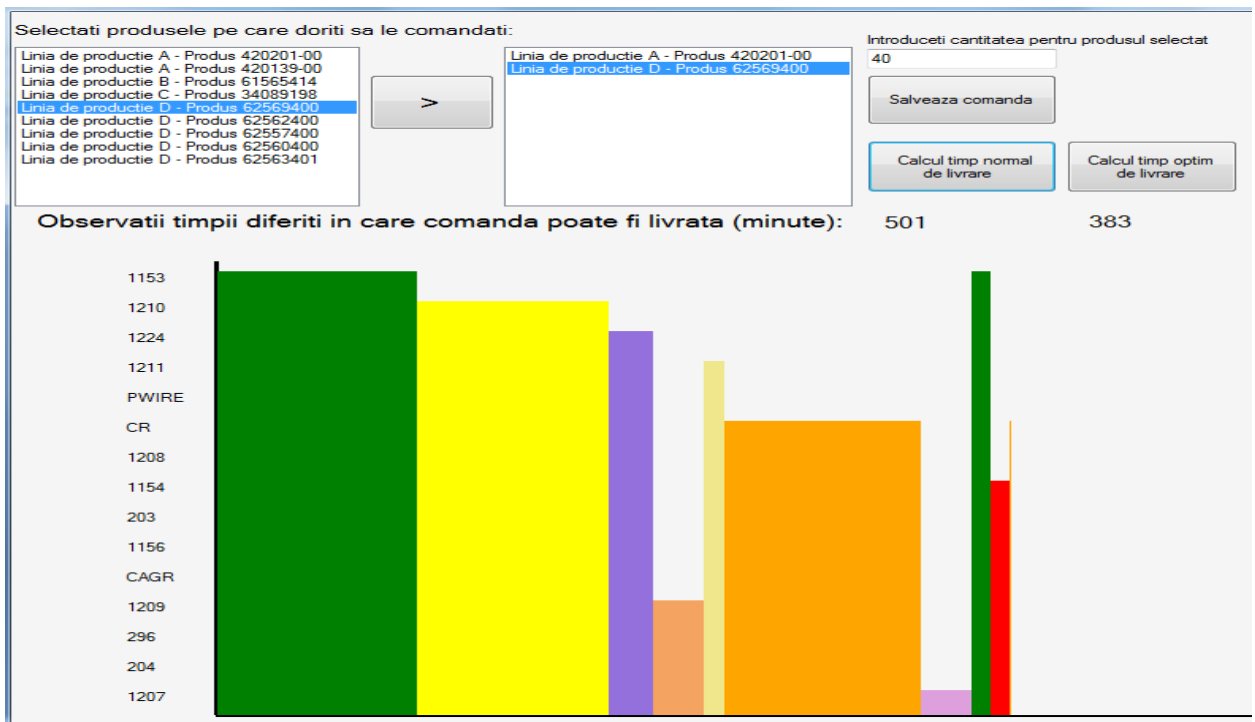 Selectati produsele pe care doriti sa le comandati:
Linia de productie A - Produs 420201-00
Linia de productie A - Produs 420139-00
Linia de productie B - Produs 61565414
Linia de productie C - Produs 34089198
Linia de productie D - Produs 62569400
Linia de productie D - Produs 62562400
Linia de productie D - Produs 62557400
Linia de productie D - Produs 62560400
Linia de productie D - Produs 62563401
>
Linia de productie A - Produs 420201-00
Linia de productie D - Produs 62569400
Introduceti cantitatea pentru produsul selectat
40
Salveaza comanda
Calcul timp normal
de livrare
Calcul timp optim
de livrare
Observatii timpii diferiti in care comanda poate fi livrata (minute):
501
383
1153
1210
1224
1211
PWIRE
CR
1208
1154
203
1156
CAGR
1209
296
204
1207